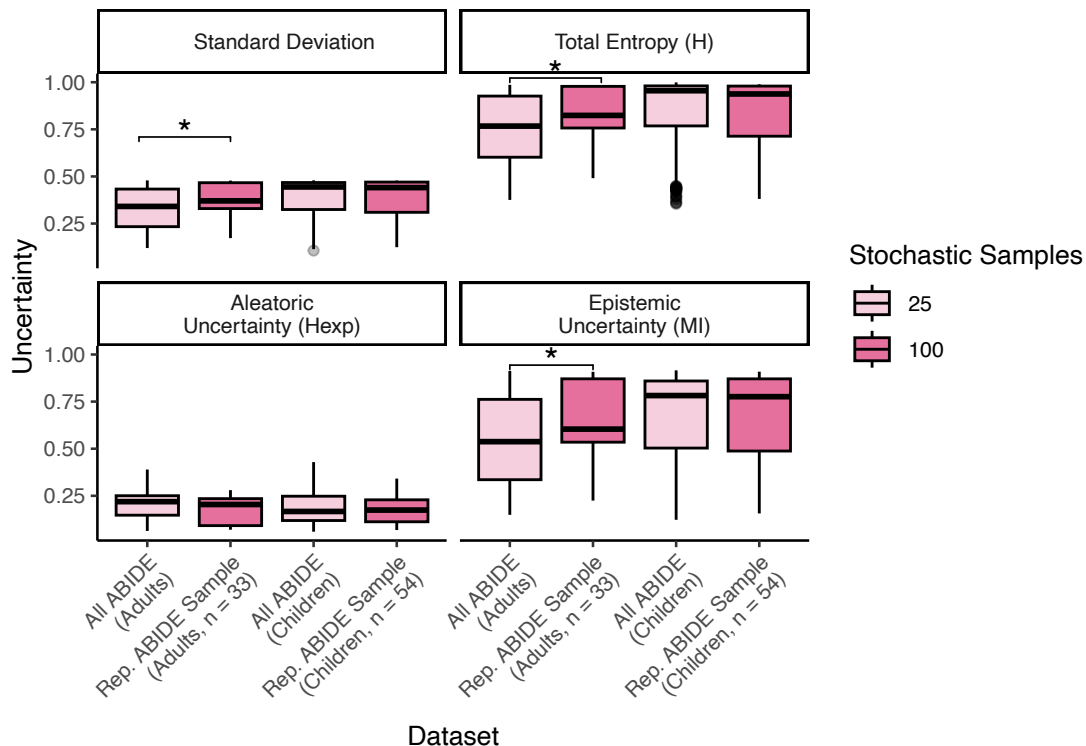 Standard Deviation
Total Entropy (H)
1.00
0.75
0.50
0.25
*
*
Aleatoric
Uncertainty (Hexp)
Epistemic
Uncertainty (MI)
1.00
0.75
0.50
0.25
*
Uncertainty
All ABIDE
(Adults)
Rep. ABIDE Sample
(Adults, n = 33)
All ABIDE
(Children)
Rep. ABIDE Sample
(Children, n = 54)
All ABIDE
(Adults)
Rep. ABIDE Sample
(Adults, n = 33)
All ABIDE
(Children)
Rep. ABIDE Sample
(Children, n = 54)
Dataset
Stochastic Samples
25
100